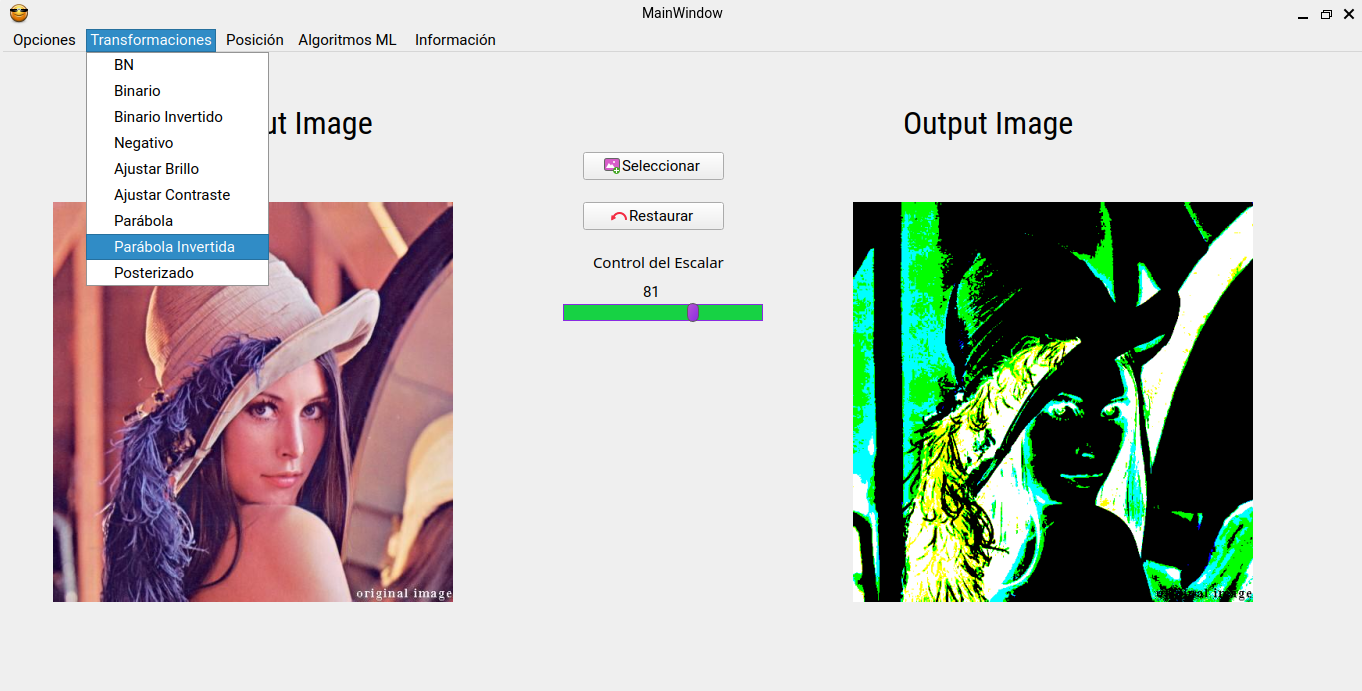 MainWindow
Opciones Transformaciones Posición Algoritmos ML Información
BN
Binario
Binario Invertido
Negativo
Ajustar Brillo
Ajustar Contraste
Parábola
Parábola Invertida
Posterizado
ut Image
Seleccionar
Restaurar
Control del Escalar
81
Output Image
original image
original image